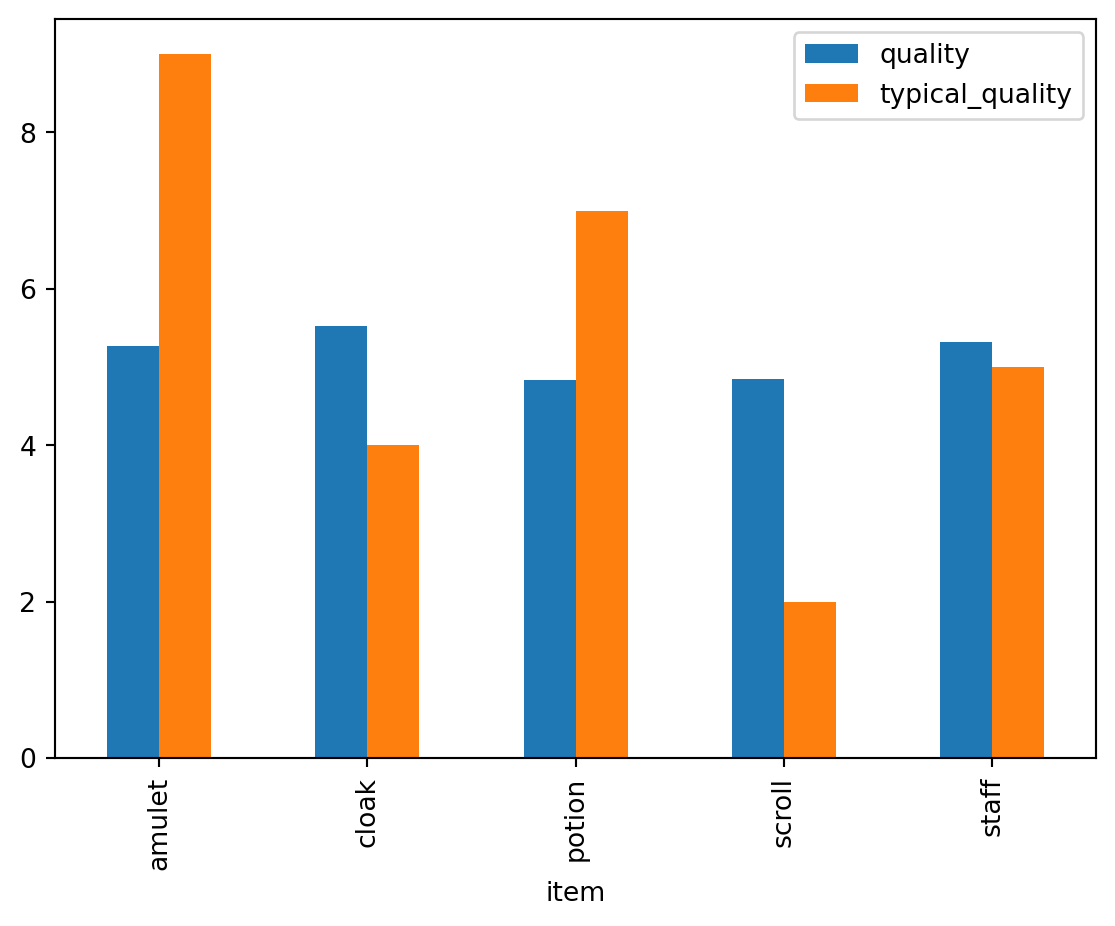 quality
typical_quality
8
6
4
2
0
amulet
cloak
potion
scroll
staff
item